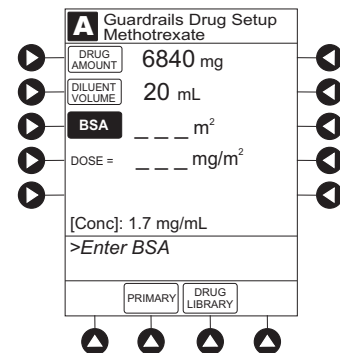 A Guardrails Drug Setup
Methotrexate
DRUG
AMOUNT 6840 mg
DILUENT
VOLUME 20 mL
BSA _ _ _ m²
DOSE = _ _ _ mg/m²
[Conc]: 1.7 mg/mL
>Enter BSA
PRIMARY DRUG
LIBRARY